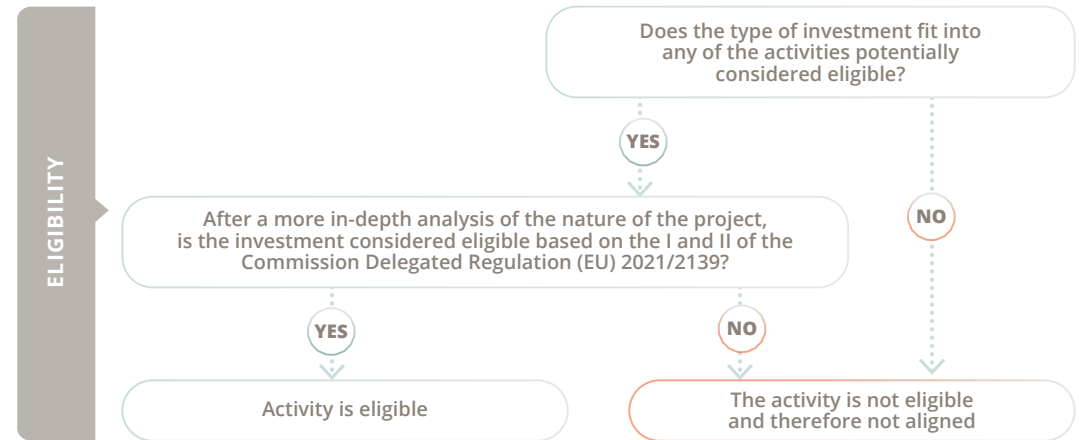 ELIGIBILITY
Does the type of investment fit into
any of the activities potentially
considered eligible?
YES
NO
After a more in-depth analysis of the nature of the project,
is the investment considered eligible based on the I and II of the
Commission Delegated Regulation (EU) 2021/2139?
YES
NO
Activity is eligible
The activity is not eligible
and therefore not aligned